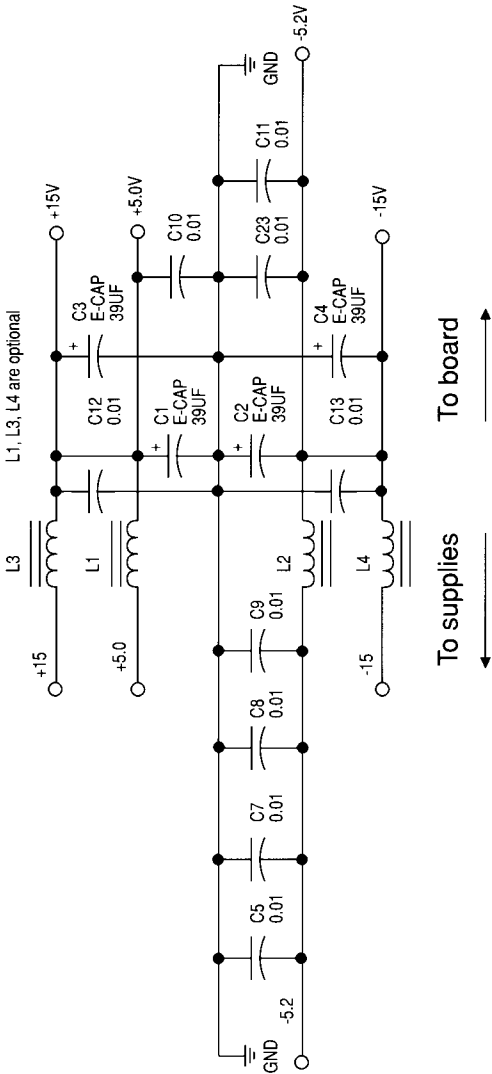 L1, L3, L4 are optional
+15
L3
C12
0.01
C3
E-CAP
39UF
+
+15V
+5.0
L1
C1
E-CAP
39UF
+
C10
0.01
+5.0V
GND
C5
0.01
C7
0.01
C8
0.01
C9
0.01
C2
E-CAP
39UF
+
C23
0.01
C11
0.01
GND
-5.2
L2
-5.2V
C13
0.01
C4
E-CAP
39UF
+
-15
L4
-15V
To supplies
To board